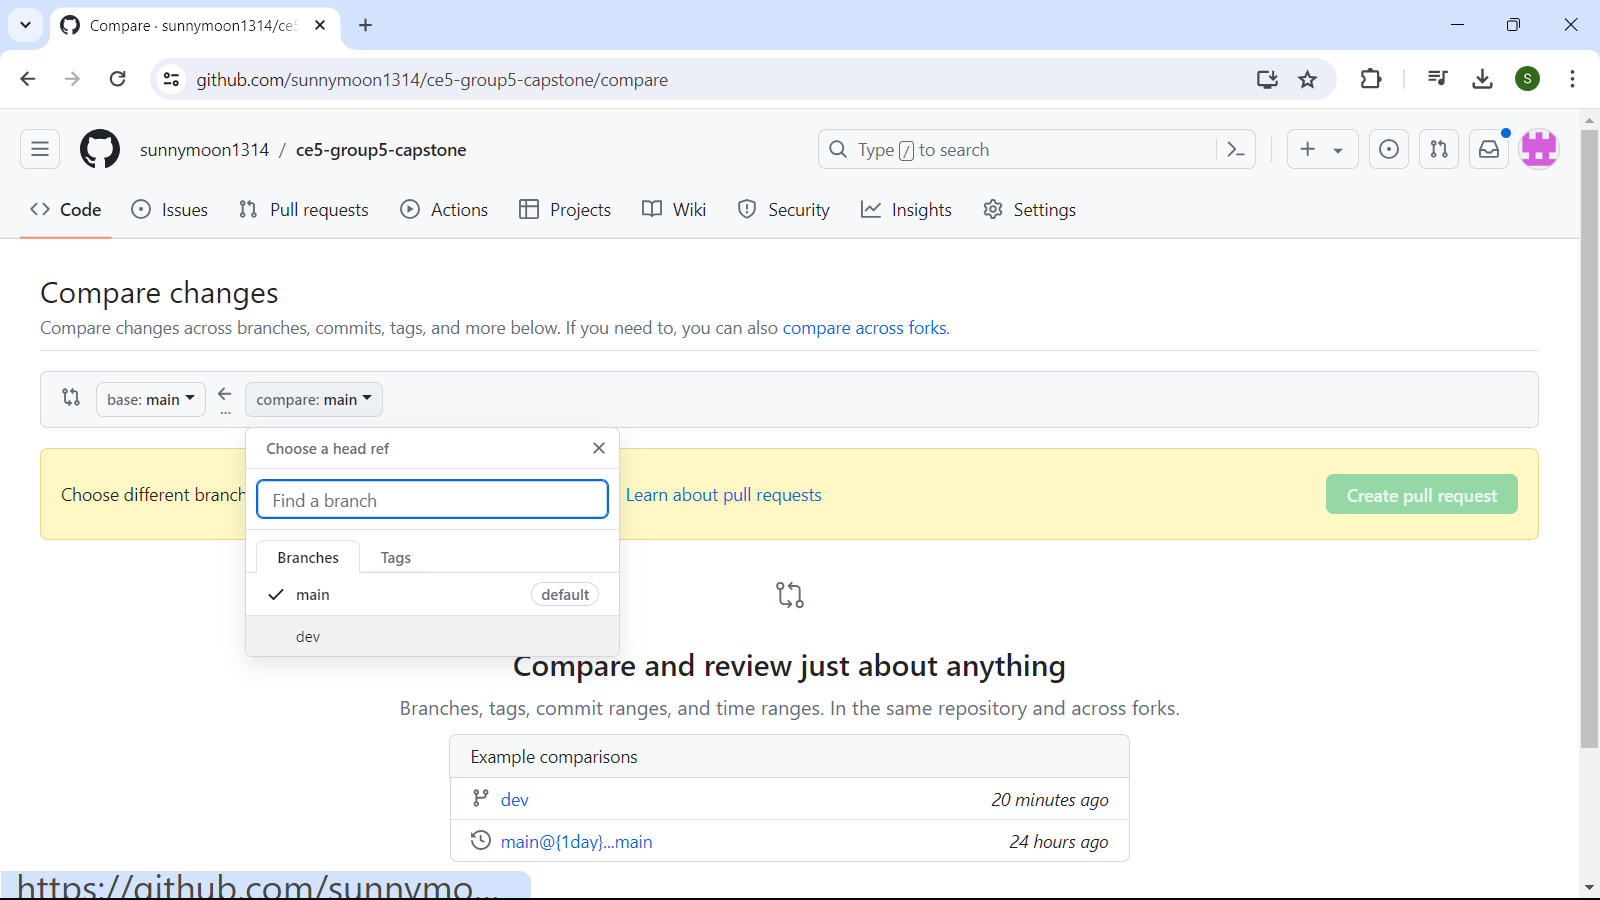 Compare · sunnymoon1314/ce5
github.com/sunnymoon1314/ce5-group5-capstone/compare
S
sunnymoon1314 / ce5-group5-capstone
Type / to search
Code
Issues
Pull requests
Actions
Projects
Wiki
Security
Insights
Settings
Compare changes
Compare changes across branches, commits, tags, and more below. If you need to, you can also compare across forks.
base: main
...
compare: main
Choose a head ref
Find a branch
Choose different branch
Learn about pull requests
Create pull request
Branches
Tags
main
default
dev
Compare and review just about anything
Branches, tags, commit ranges, and time ranges. In the same repository and across forks.
Example comparisons
dev
20 minutes ago
main@{1day}...main
24 hours ago
https://github.com/sunnymo...